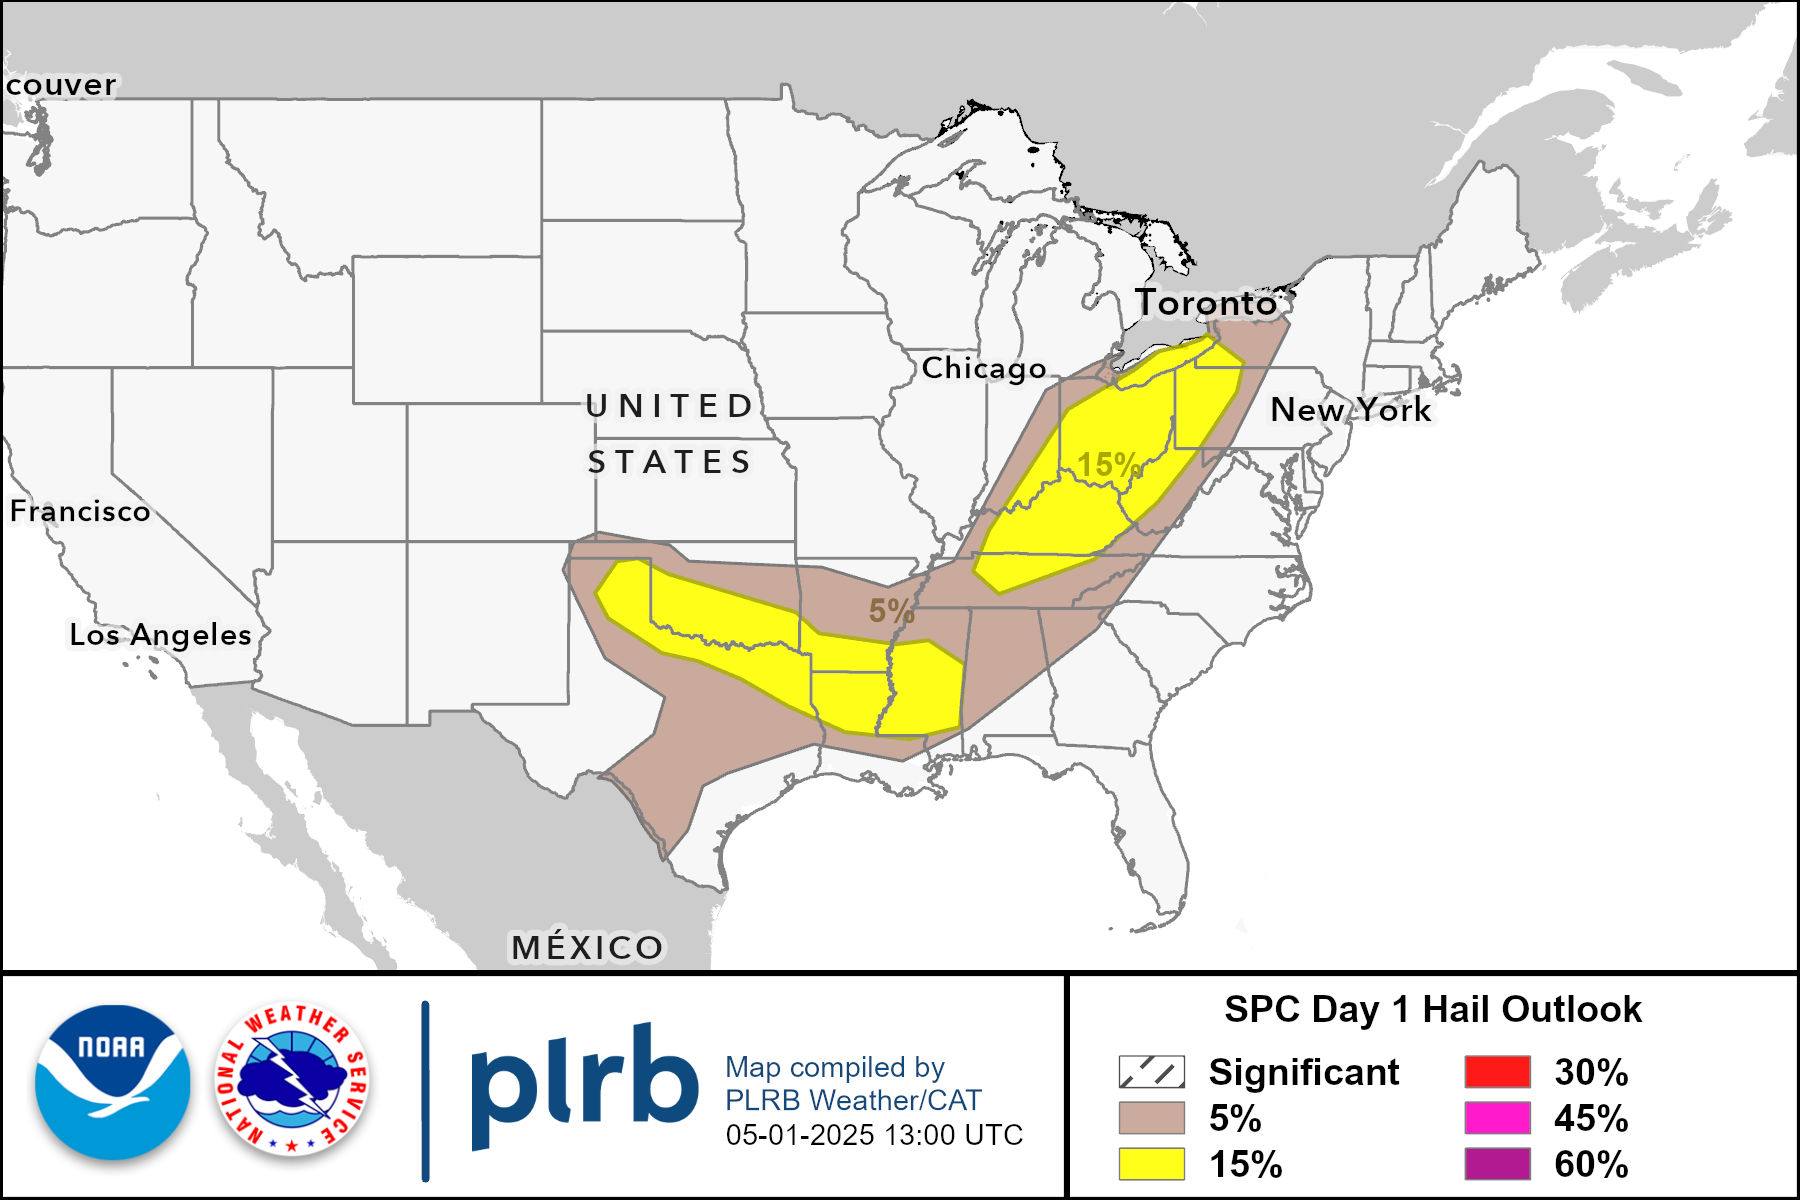 couver
Toronto
Chicago
UNITED
STATES
New York
15%
Francisco
5%
Los Angeles
MÉXICO
NOAA
NATIONAL WEATHER SERVICE
plrb
Map compiled by
PLRB Weather/CAT
05-01-2025 13:00 UTC
SPC Day 1 Hail Outlook
Significant
5%
15%
30%
45%
60%